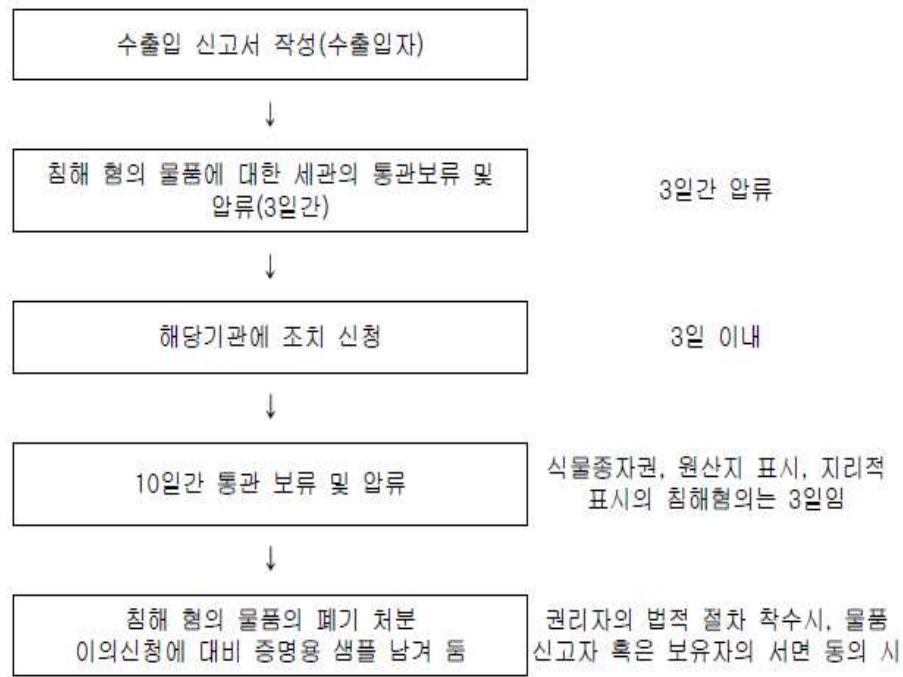 수출입 신고서 작성(수출입자)
↓
침해 혐의 물품에 대한 세관의 통관보류 및
압류(3일간)
3일간 압류
↓
해당기관에 조치 신청
3일 이내
↓
10일간 통관 보류 및 압류
식물종자권, 원산지 표시, 지리적
표시의 침해혐의는 3일임
↓
침해 혐의 물품의 폐기 처분
이의신청에 대비 증명용 샘플 남겨 둠
권리자의 법적 절차 착수시, 물품
신고자 혹은 보유자의 서면 동의 시